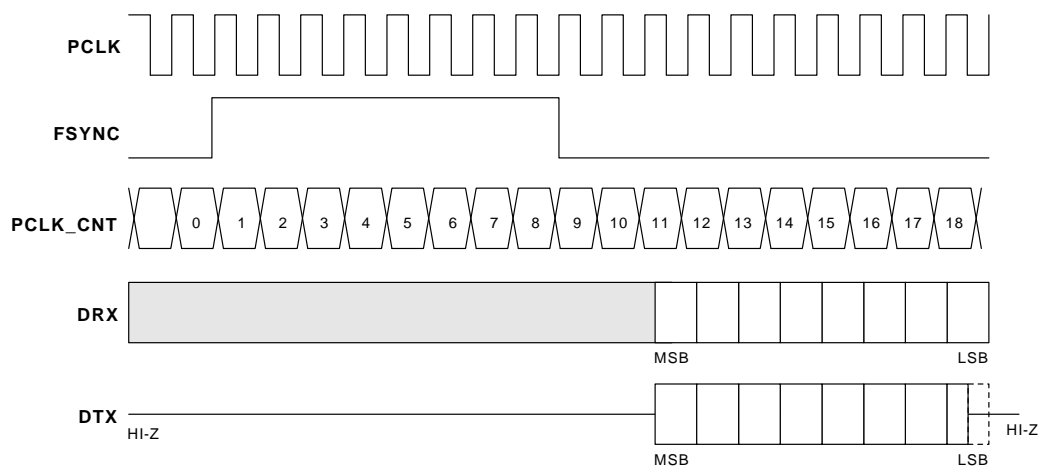 PCLK
FSYNC
PCLK_CNT 0 1 2 3 4 5 6 7 8 9 10 11 12 13 14 15 16 17 18
DRX
MSB LSB
DTX
HI-Z HI-Z
MSB LSB